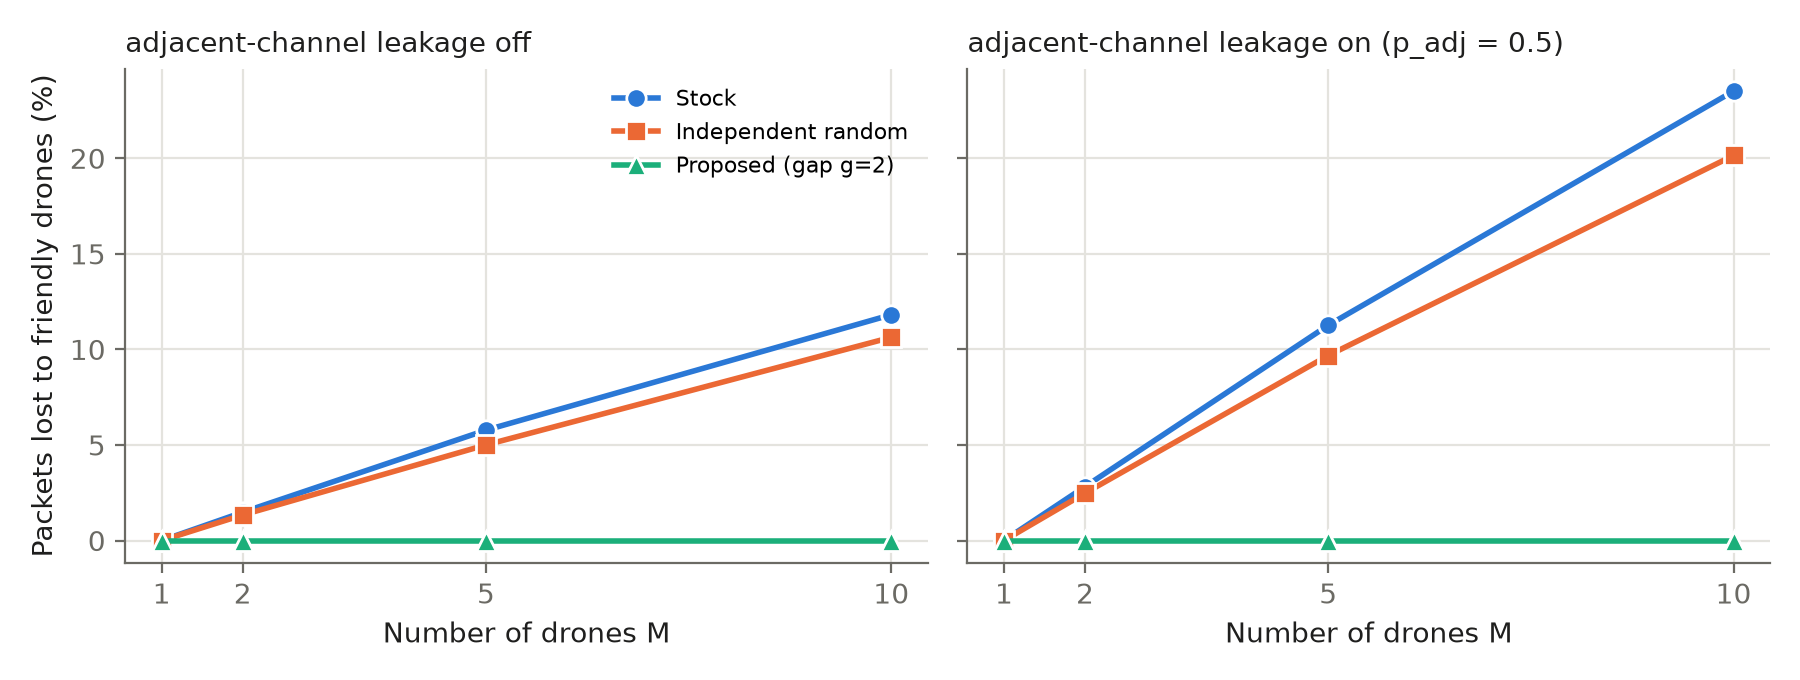 adjacent-channel leakage off
adjacent-channel leakage on (p_adj = 0.5)
Packets lost to friendly drones (%)
20
15
10
5
0
Stock
Independent random
Proposed (gap g=2)
1 2 5 10
1 2 5 10
Number of drones M
Number of drones M